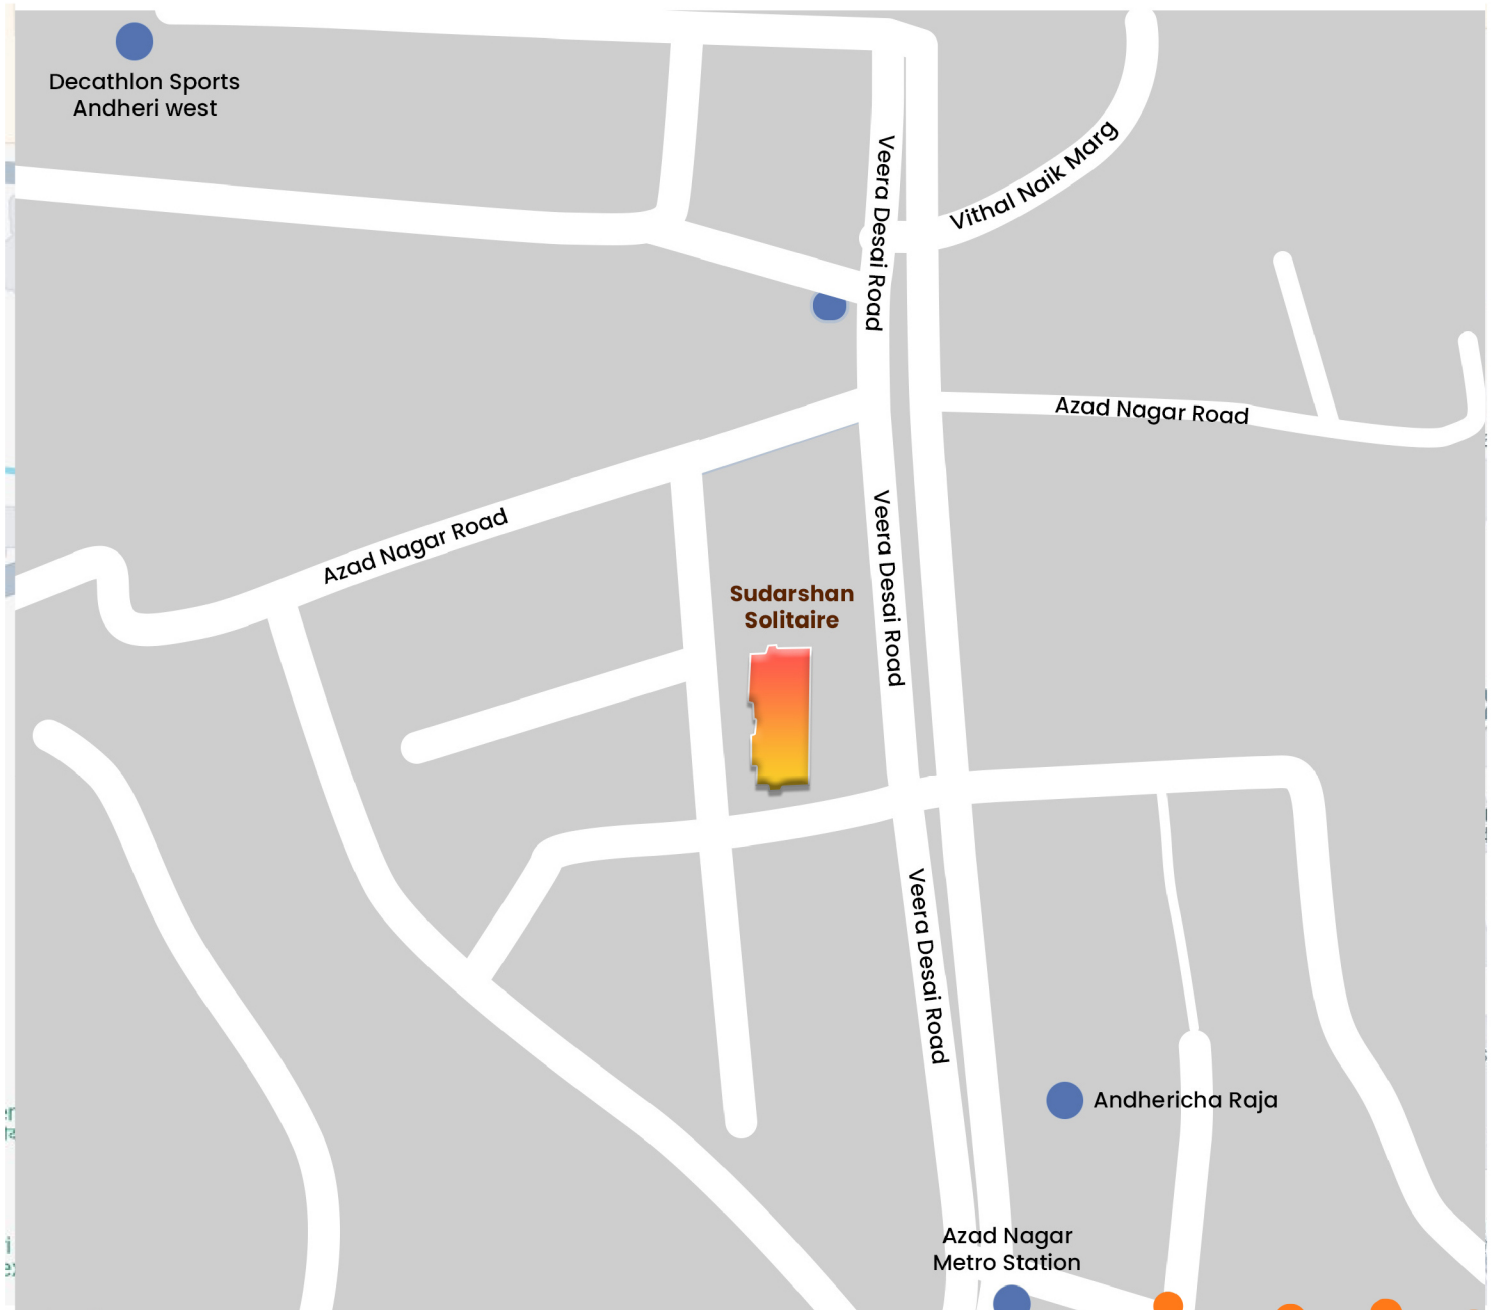 Decathlon Sports
Andheri west
Veera Desai Road
Vithal Naik Marg
Azad Nagar Road
Azad Nagar Road
Veera Desai Road
Sudarshan
Solitaire
Veera Desai Road
Andhericha Raja
Azad Nagar
Metro Station